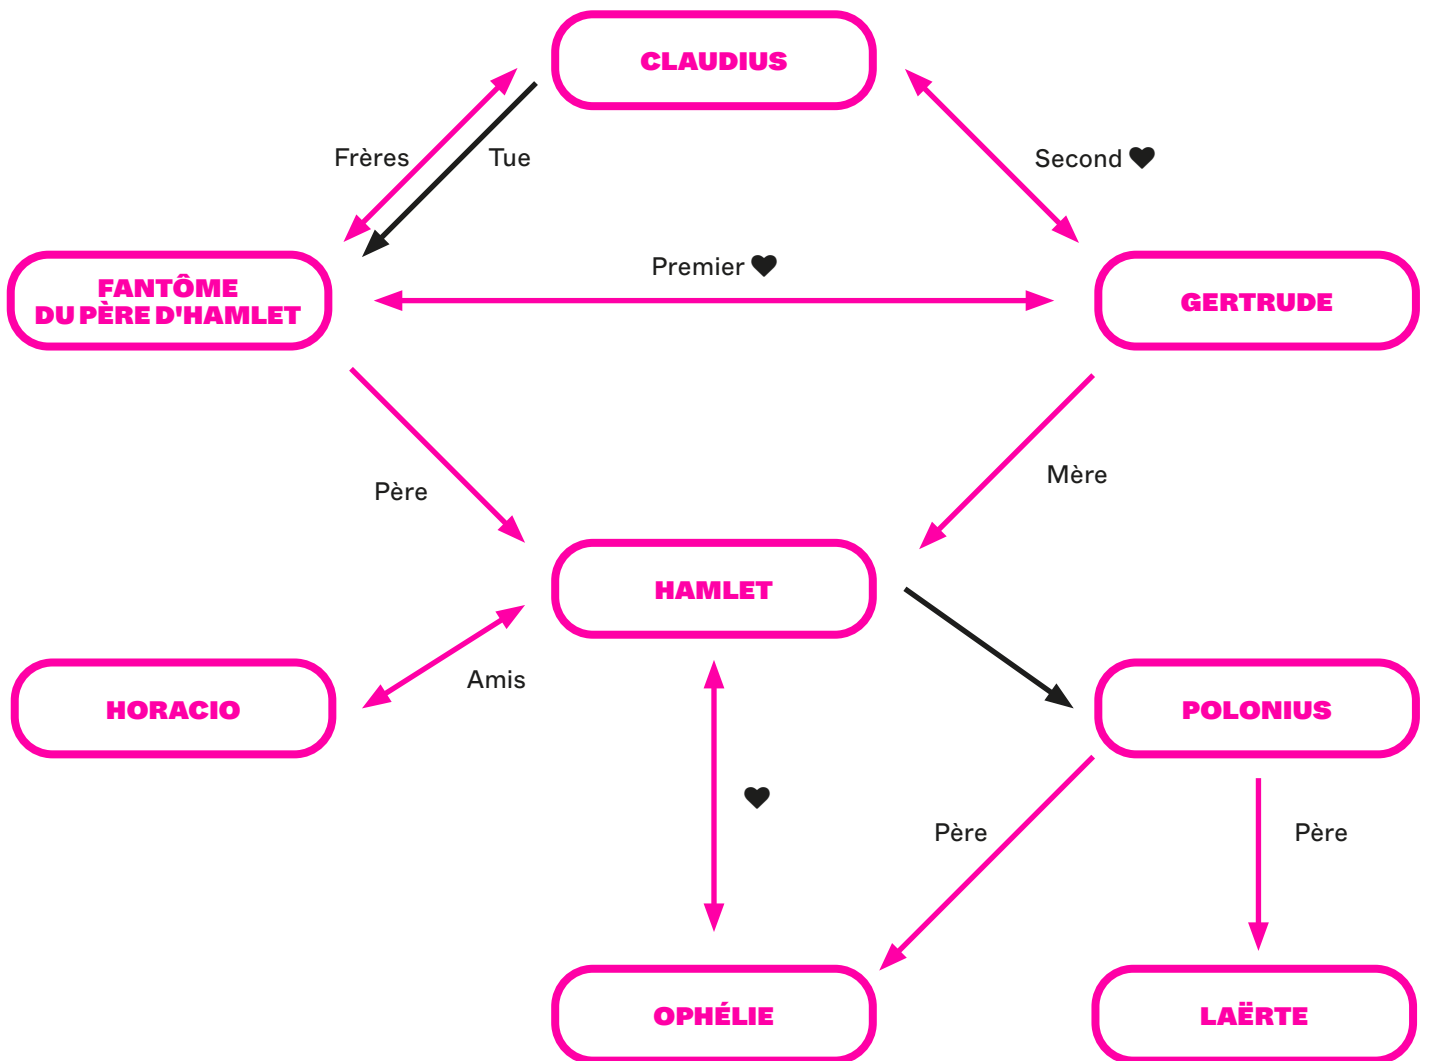 CLAUDIUS
Frères
Tue
Second ♥
Premier ♥
FANTÔME
DU PÈRE D'HAMLET
GERTRUDE
Père
Mère
HAMLET
Amis
HORACIO
POLONIUS
♥
Père
Père
OPHÉLIE
LAËRTE